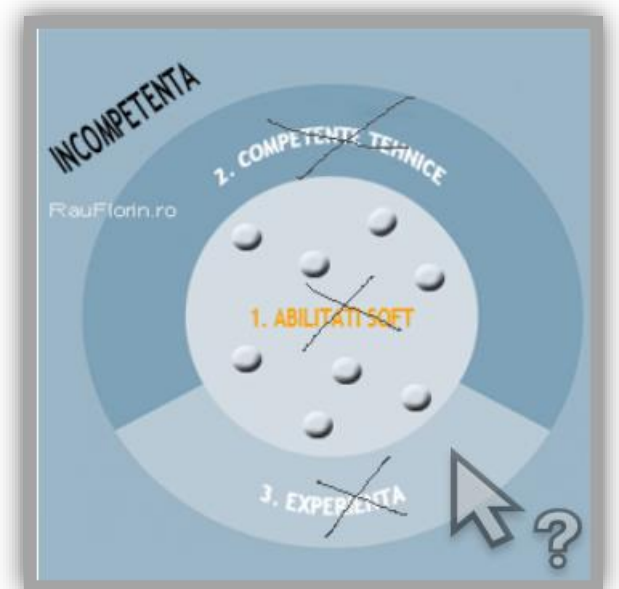 INCOMPETENTA
2. COMPETENTE TEHNICE
RauFlorin.ro
1. ABILITATI SOFT
3. EXPERIENTA
?